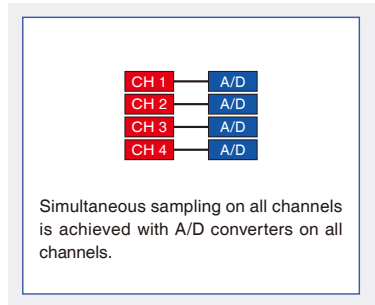 CH 1 A/D
CH 2 A/D
CH 3 A/D
CH 4 A/D
Simultaneous sampling on all channels
is achieved with A/D converters on all
channels.